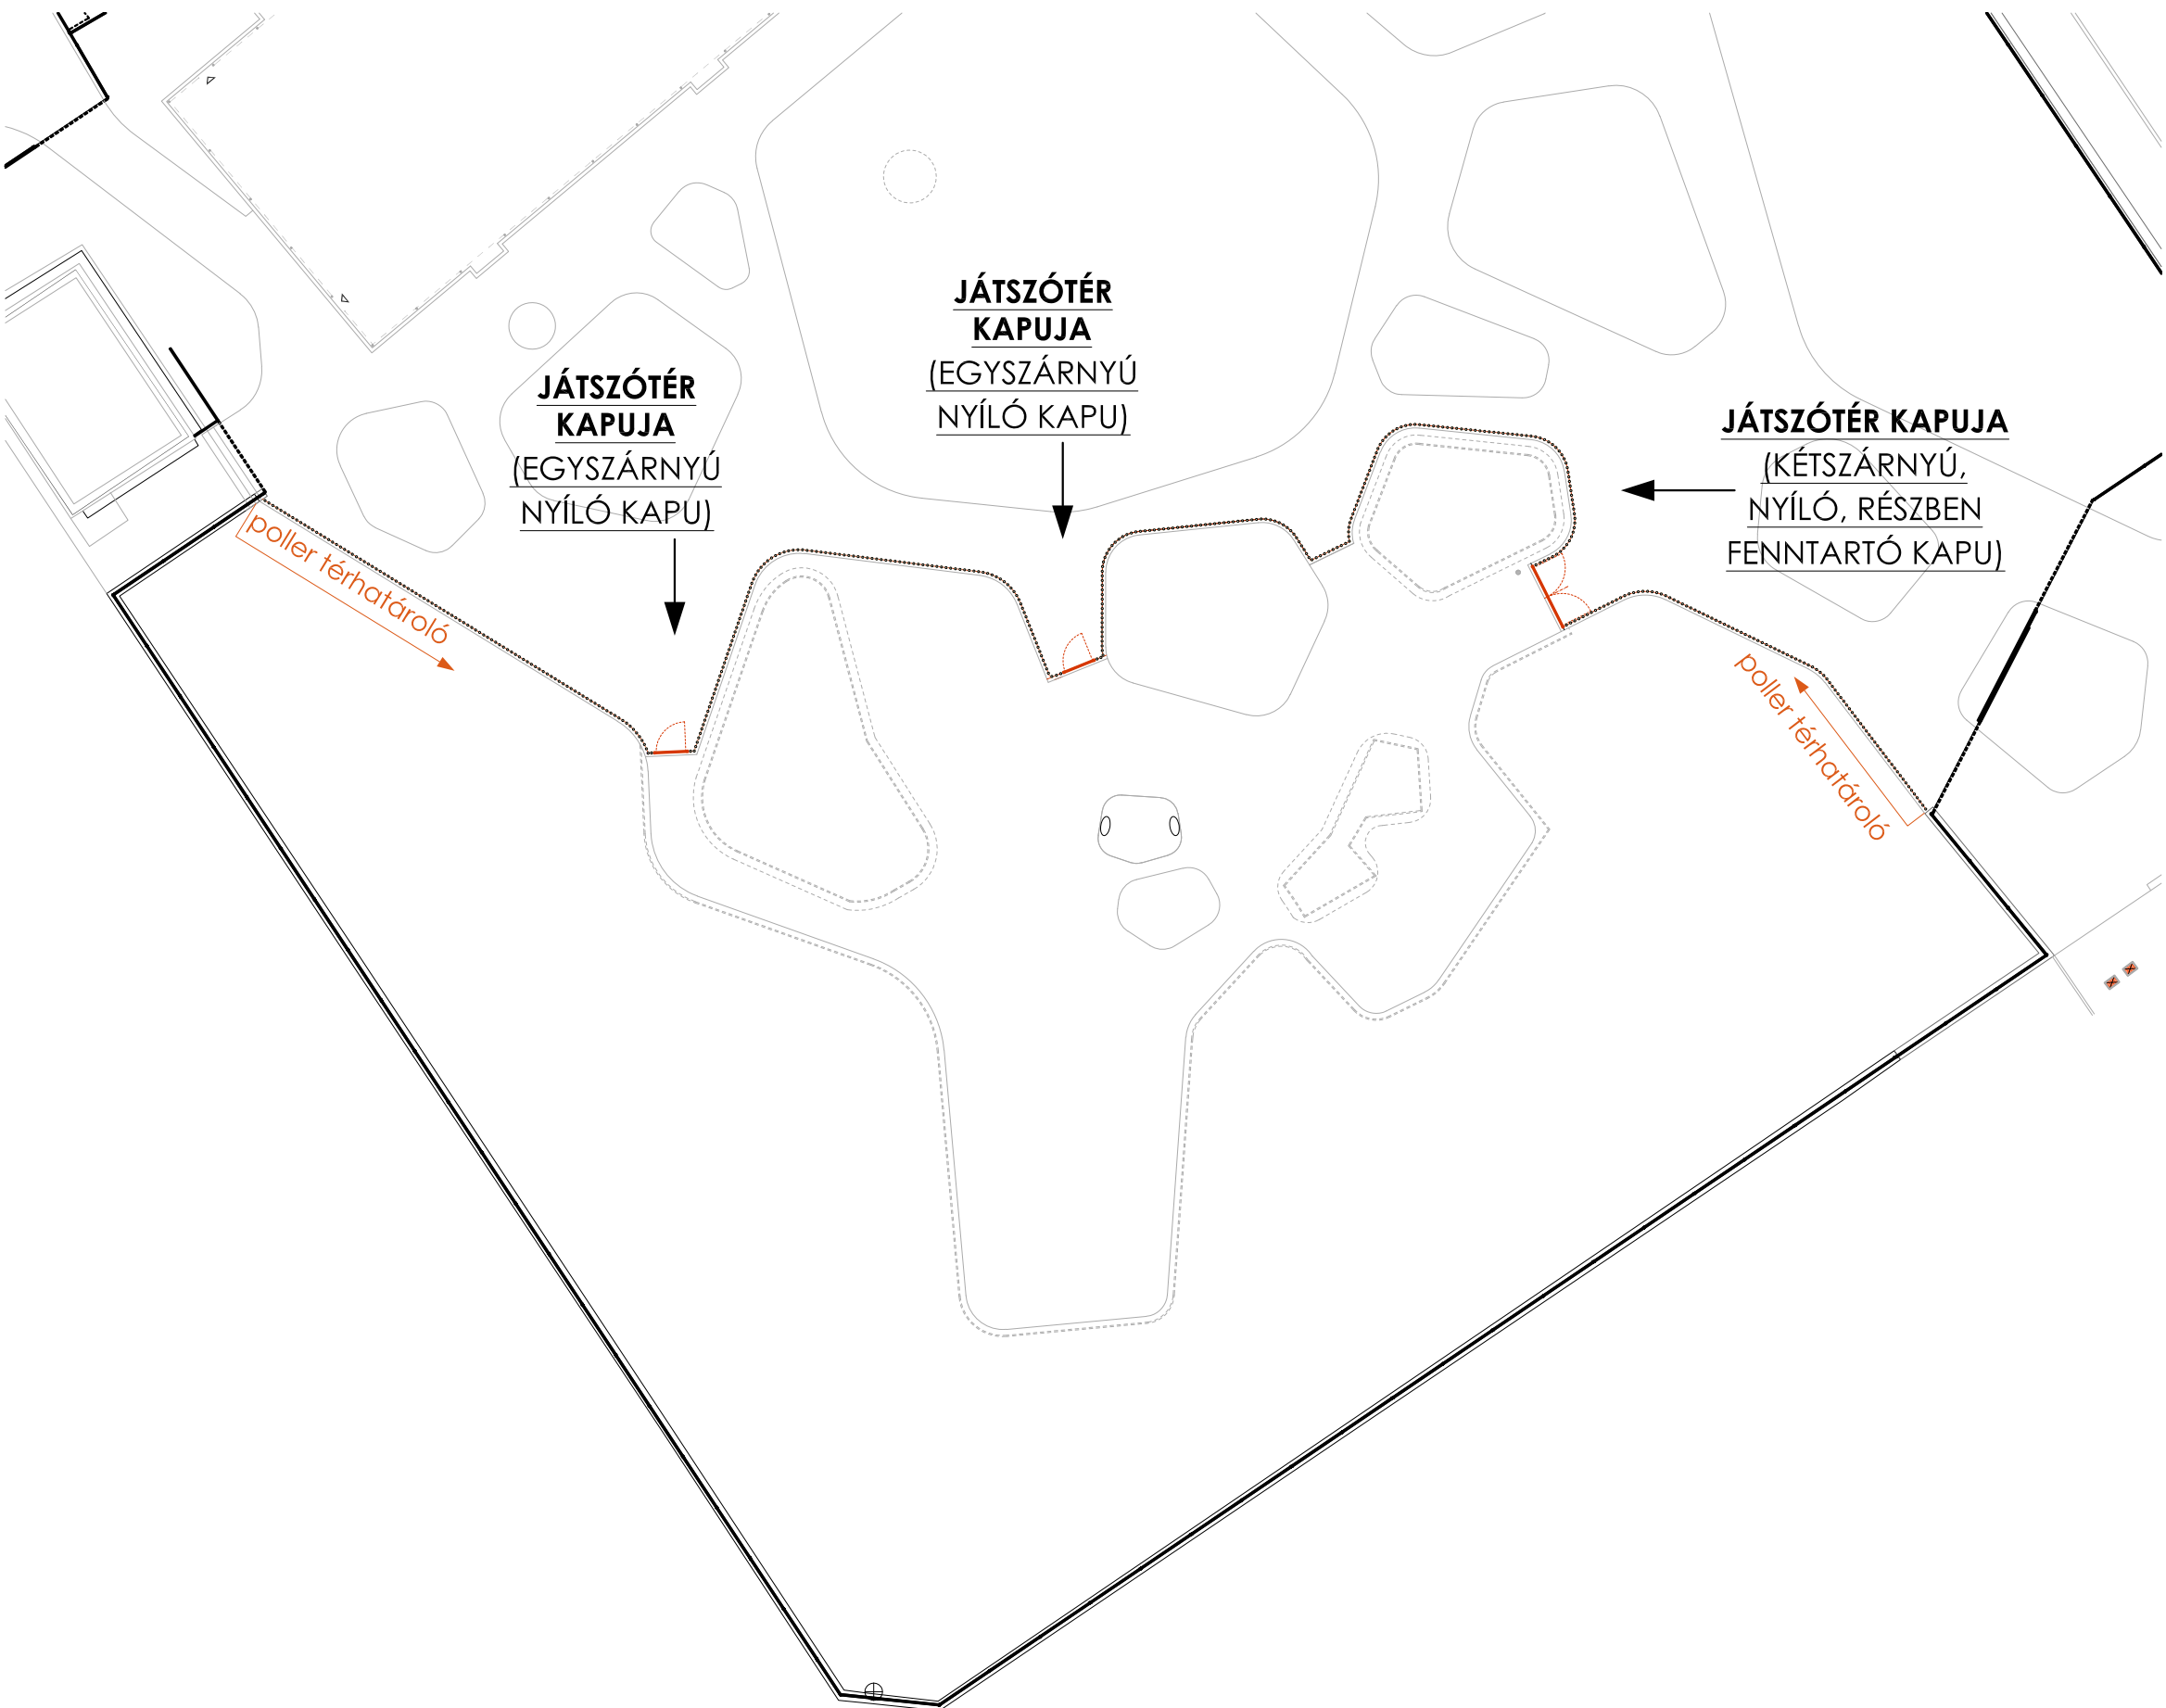 JÁTSZÓTÉR
KAPUJA
(EGYSZÁRNYÚ
NYÍLÓ KAPU)
JÁTSZÓTÉR
KAPUJA
(EGYSZÁRNYÚ
NYÍLÓ KAPU)
JÁTSZÓTÉR KAPUJA
(KÉTSZÁRNYÚ,
NYÍLÓ, RÉSZBEN
FENNTARTÓ KAPU)
poller térhatároló
poller térhatároló